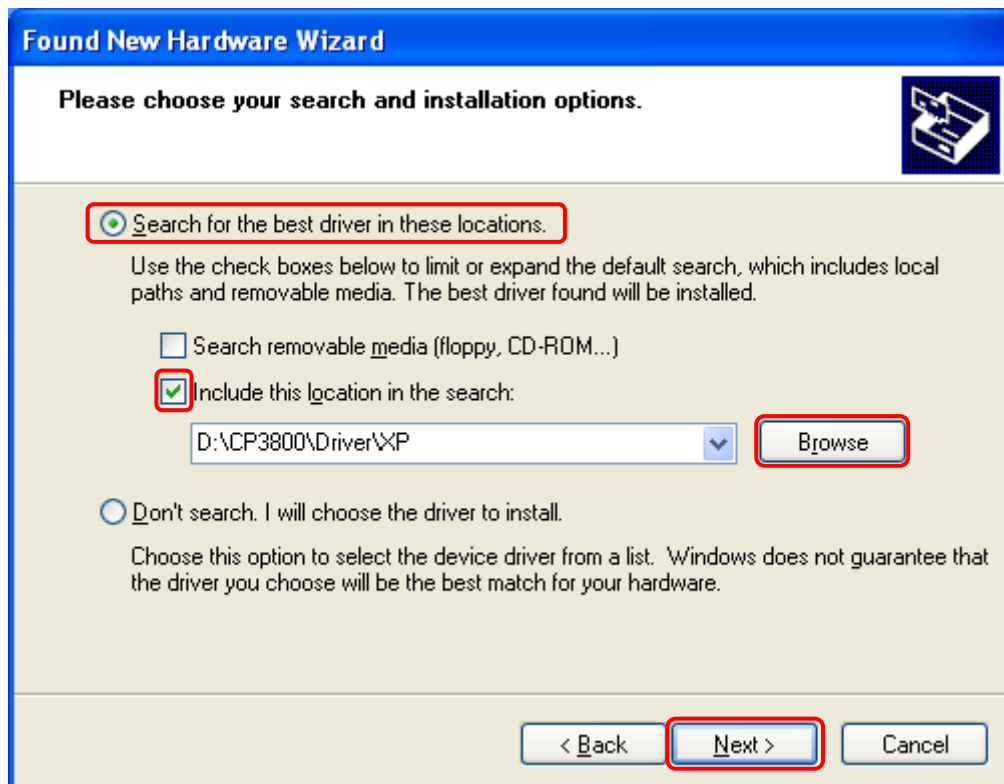 Found New Hardware Wizard
Please choose your search and installation options.
Search for the best driver in these locations.
Use the check boxes below to limit or expand the default search, which includes local
paths and removable media. The best driver found will be installed.
Search removable media (floppy, CD-ROM...)
Include this location in the search:
D:\CP3800\Driver\XP
Browse
Don't search. I will choose the driver to install.
Choose this option to select the device driver from a list.  Windows does not guarantee that
the driver you choose will be the best match for your hardware.
< Back
Next >
Cancel